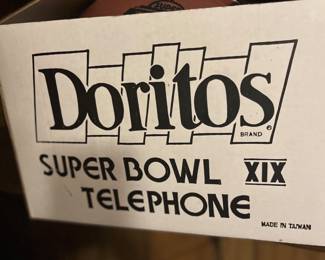 Doritos®
BRAND
SUPER BOWL XIX
TELEPHONE
MADE IN TAIWAN